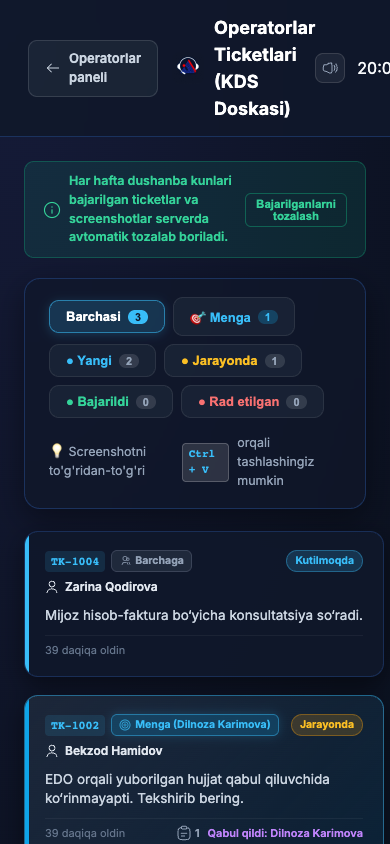 Operatorlar
paneli
Operatorlar
Ticketlari
(KDS
Doskasi)
20:0
Har hafta dushanba kunlari
bajarilgan ticketlar va
screenshotlar serverda
avtomatik tozalab boriladi.
Bajarilganlarni
tozalash
Barchasi 3
Menga 1
Yangi 2
Jarayonda 1
Bajarildi 0
Rad etilgan 0
Screenshotni
to'g'ridan-to'g'ri
Ctrl
+ V
orqali
tashlashingiz
mumkin
TK-1004 Barchaga Kutilmoqda
Zarina Qodirova
Mijoz hisob-faktura bo‘yicha konsultatsiya so‘radi.
39 daqiqa oldin
TK-1002 Menga (Dilnoza Karimova) Jarayonda
Bekzod Hamidov
EDO orqali yuborilgan hujjat qabul qiluvchida
ko‘rinmayapti. Tekshirib bering.
39 daqiqa oldin 1 Qabul qildi: Dilnoza Karimova